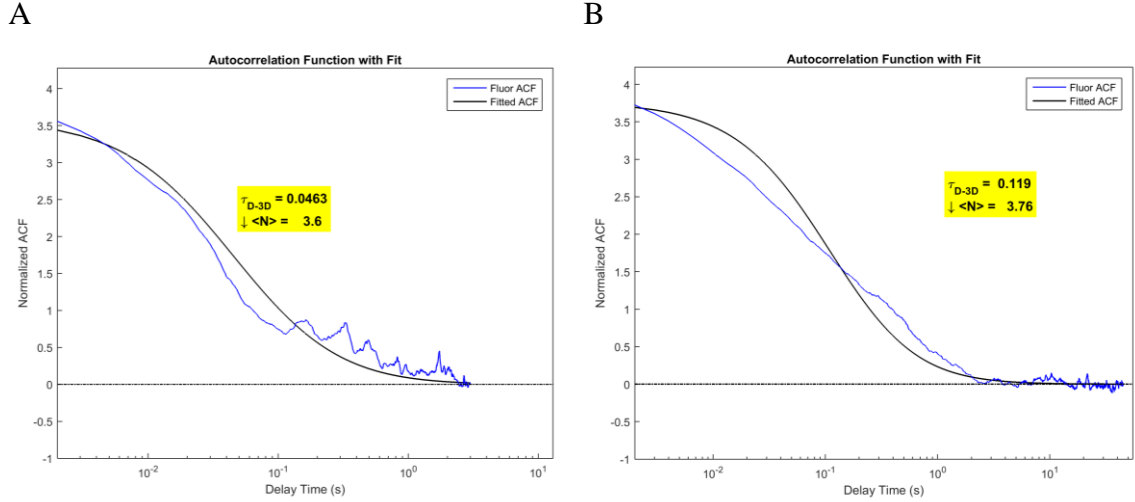 A
Autocorrelation Function with Fit
Fluor ACF
Fitted ACF
4
3.5
3
2.5
2
1.5
1
0.5
0
-0.5
-1
Normalized ACF
τD-3D = 0.0463
↓ <N> = 3.6
10-2
10-1
100
101
Delay Time (s)
B
Autocorrelation Function with Fit
Fluor ACF
Fitted ACF
4
3.5
3
2.5
2
1.5
1
0.5
0
-0.5
-1
Normalized ACF
τD-3D = 0.119
↓ <N> = 3.76
10-2
10-1
100
101
Delay Time (s)